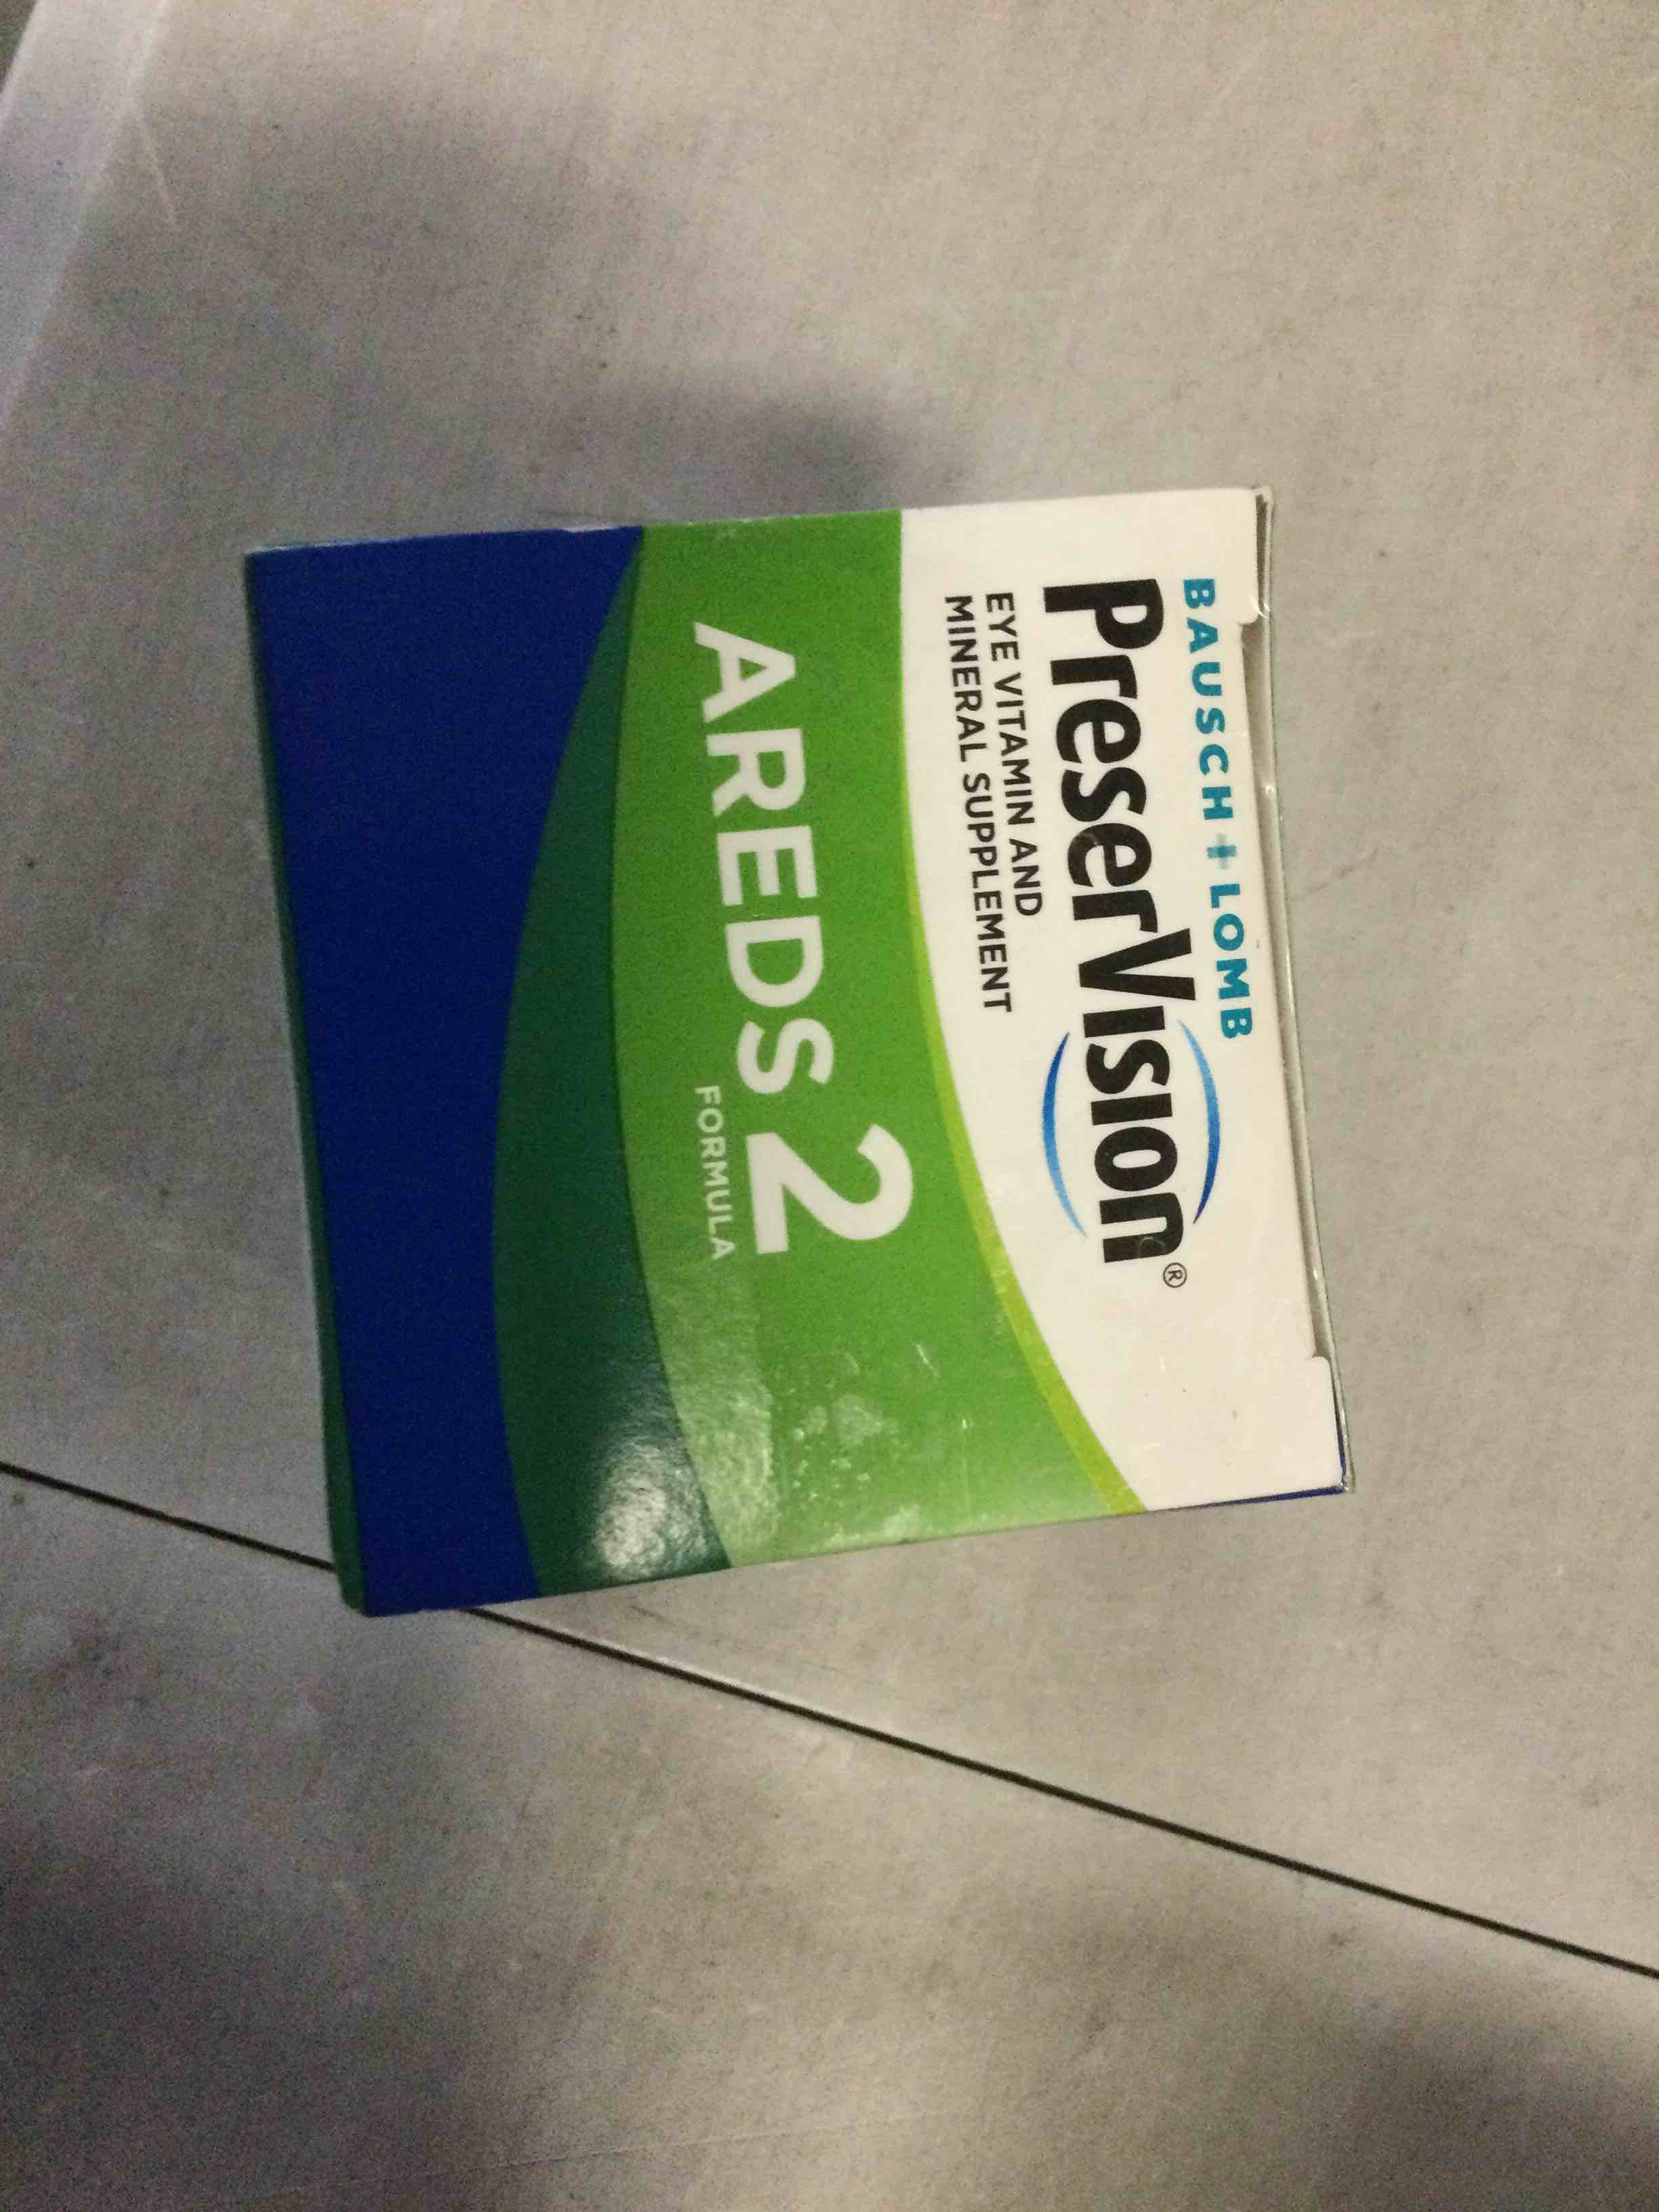 BAUSCH + LOMB
PreserVision®
EYE VITAMIN AND
MINERAL SUPPLEMENT
AREDS 2
FORMULA